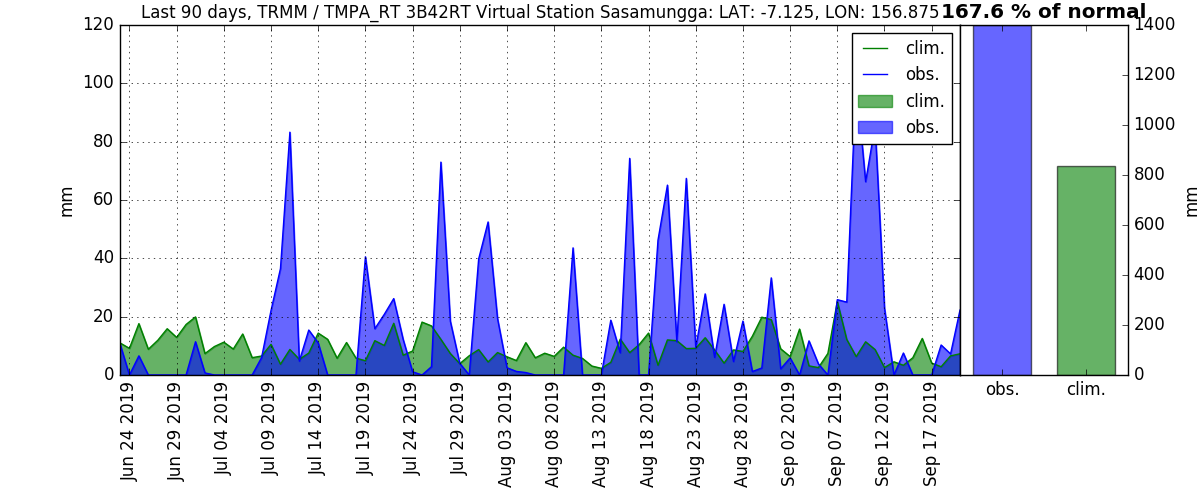 Last 90 days, TRMM / TMPA_RT 3B42RT Virtual Station Sasamungga: LAT: -7.125, LON: 156.875
167.6 % of normal
120
100
80
60
40
20
0
mm
clim.
obs.
clim.
obs.
1400
1200
1000
800
600
400
200
0
mm
obs.
clim.
Jun 24 2019
Jun 29 2019
Jul 04 2019
Jul 09 2019
Jul 14 2019
Jul 19 2019
Jul 24 2019
Jul 29 2019
Aug 03 2019
Aug 08 2019
Aug 13 2019
Aug 18 2019
Aug 23 2019
Aug 28 2019
Sep 02 2019
Sep 07 2019
Sep 12 2019
Sep 17 2019